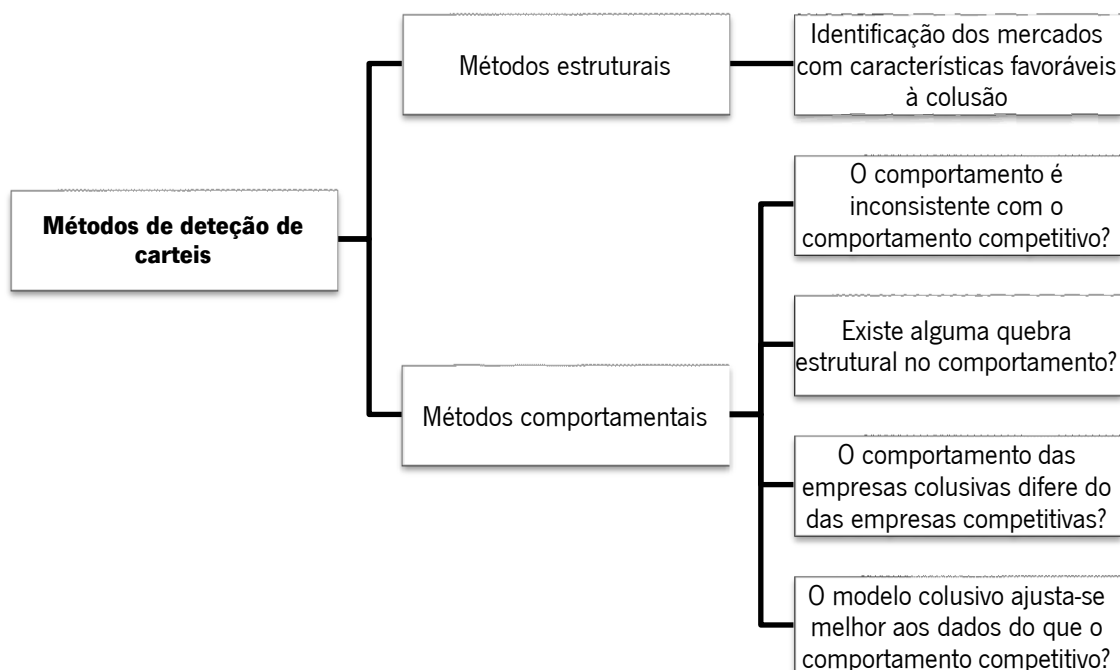 Métodos de deteção de
carteis
Métodos estruturais
Identificação dos mercados
com características favoráveis
à colusão
Métodos comportamentais
O comportamento é
inconsistente com o
comportamento competitivo?
Existe alguma quebra
estrutural no comportamento?
O comportamento das
empresas colusivas difere do
das empresas competitivas?
O modelo colusivo ajusta-se
melhor aos dados do que o
comportamento competitivo?